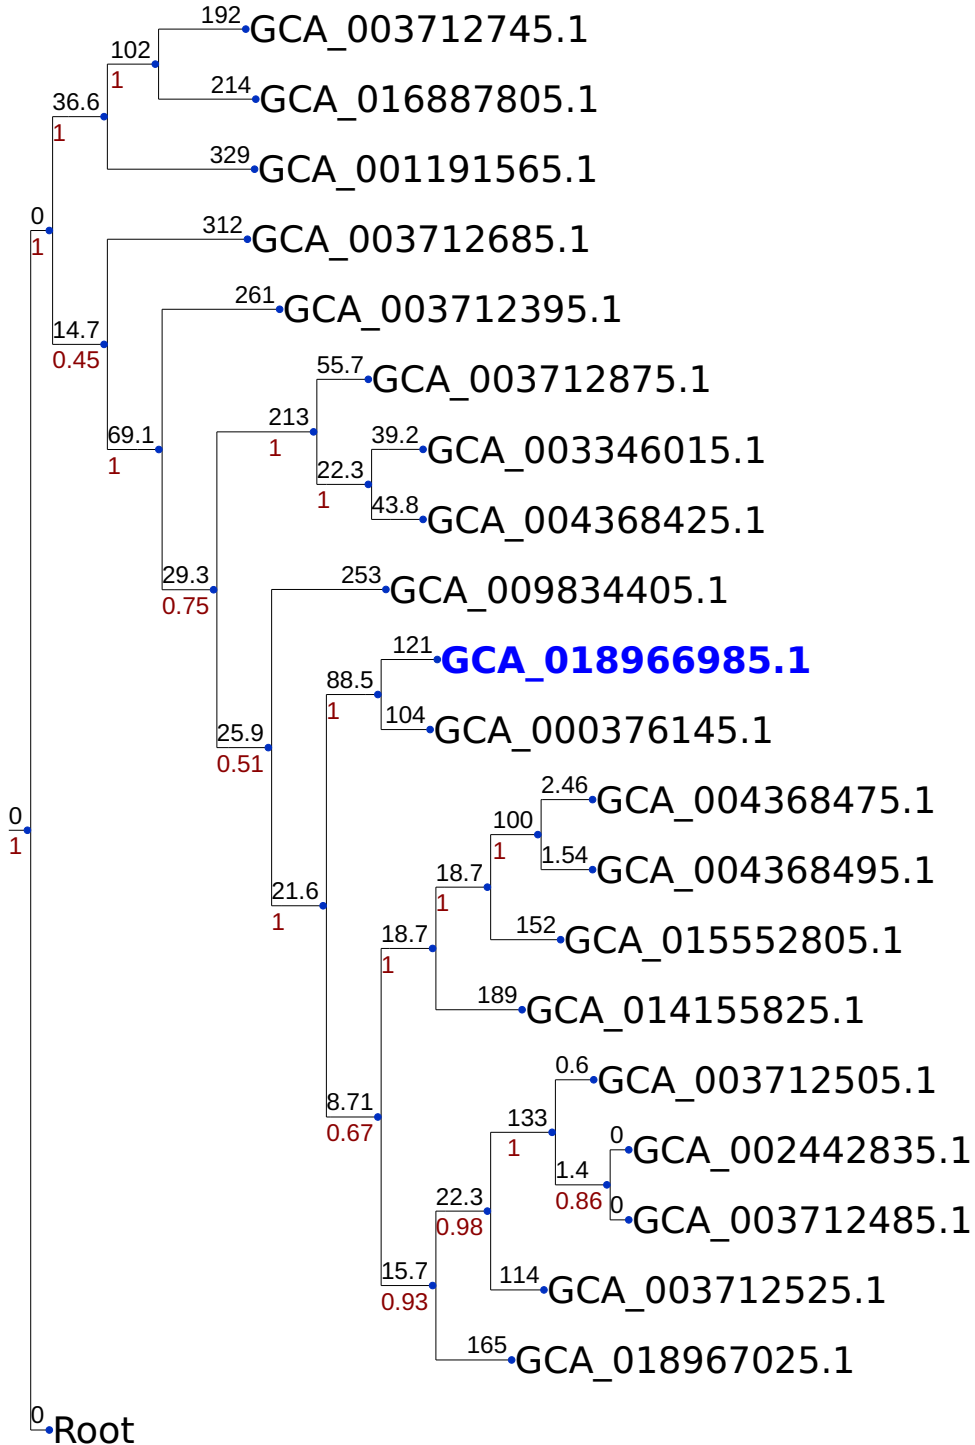 192 GCA_003712745.1
102
1
214 GCA_016887805.1
36.6
1
329 GCA_001191565.1
0
1
312 GCA_003712685.1
261 GCA_003712395.1
14.7
0.45
55.7 GCA_003712875.1
213
1
39.2 GCA_003346015.1
69.1
1
22.3
1
43.8 GCA_004368425.1
29.3
0.75
253 GCA_009834405.1
121 GCA_018966985.1
88.5
1
104 GCA_000376145.1
25.9
0.51
2.46 GCA_004368475.1
100
1
0
1
1.54 GCA_004368495.1
18.7
1
21.6
1
152 GCA_015552805.1
18.7
1
189 GCA_014155825.1
0.6 GCA_003712505.1
8.71
0.67
133
1
0 GCA_002442835.1
1.4
0.86
22.3
0.98
0 GCA_003712485.1
15.7
0.93
114 GCA_003712525.1
165 GCA_018967025.1
0 Root